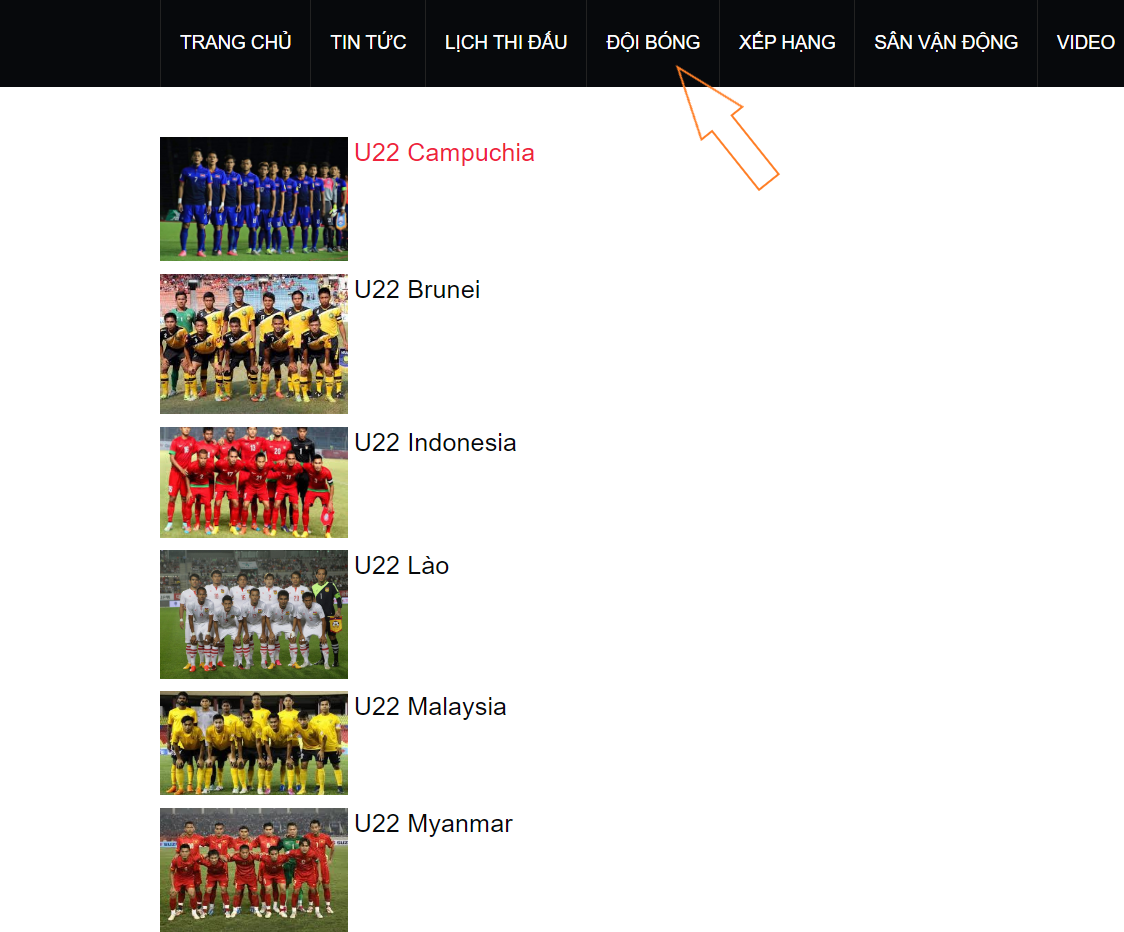 TRANG CHỦ TIN TỨC LỊCH THI ĐẤU ĐỘI BÓNG XẾP HẠNG SÂN VẬN ĐỘNG VIDEO
U22 Campuchia
U22 Brunei
U22 Indonesia
U22 Lào
U22 Malaysia
U22 Myanmar